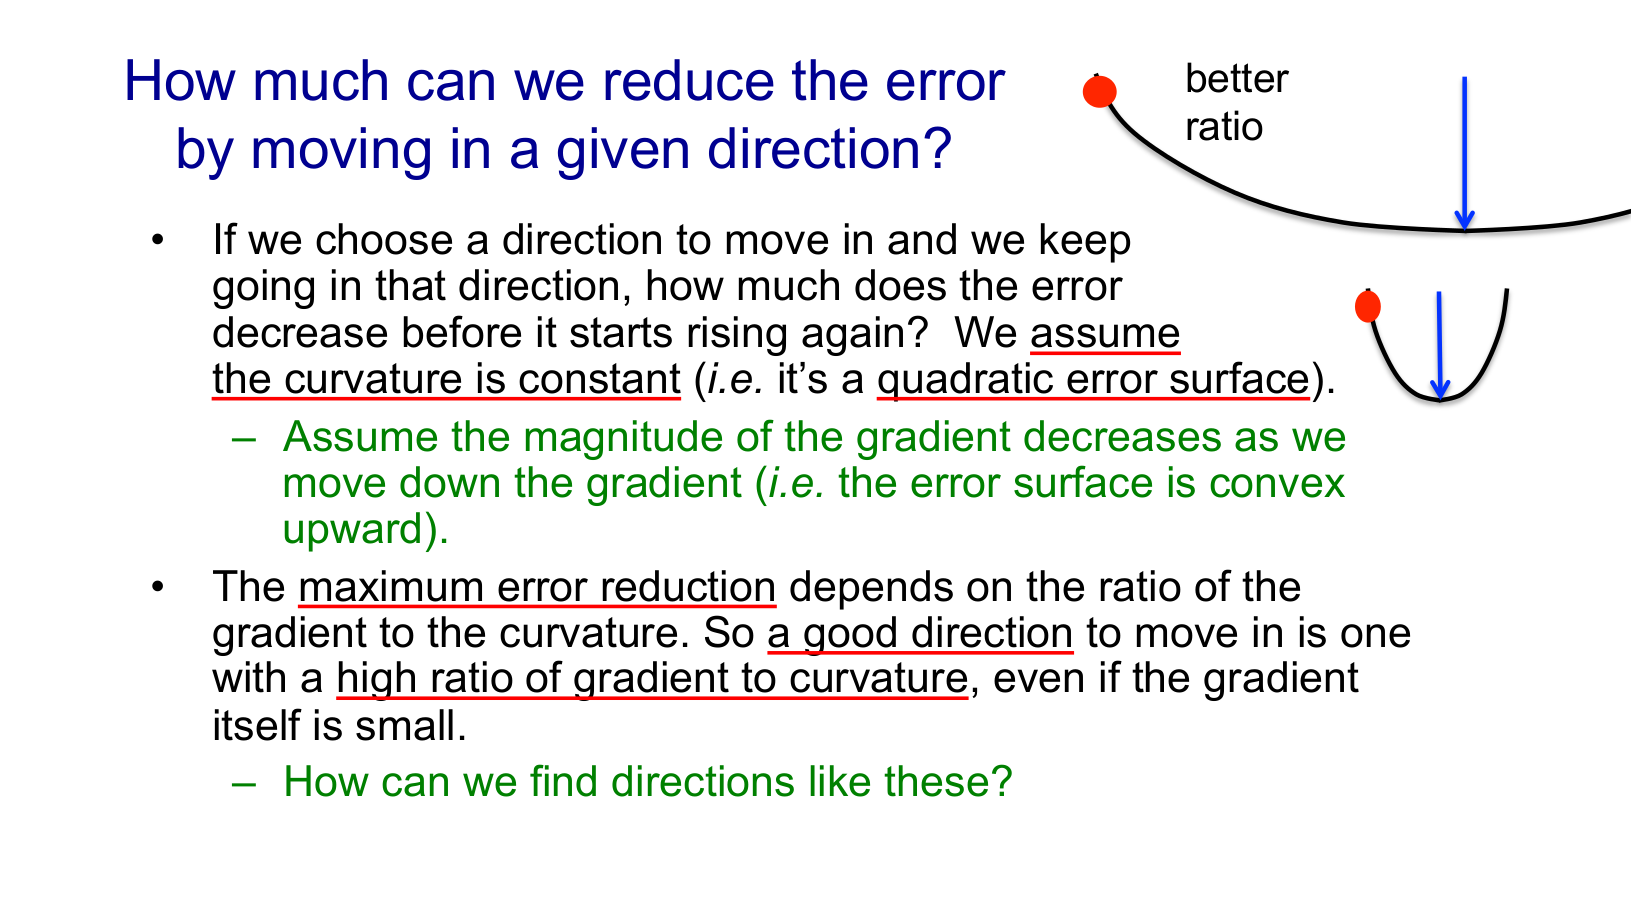 How much can we reduce the error
by moving in a given direction?
better
ratio
• If we choose a direction to move in and we keep
going in that direction, how much does the error
decrease before it starts rising again?  We assume
the curvature is constant (i.e. it’s a quadratic error surface).
– Assume the magnitude of the gradient decreases as we
move down the gradient (i.e. the error surface is convex
upward).
• The maximum error reduction depends on the ratio of the
gradient to the curvature. So a good direction to move in is one
with a high ratio of gradient to curvature, even if the gradient
itself is small.
– How can we find directions like these?